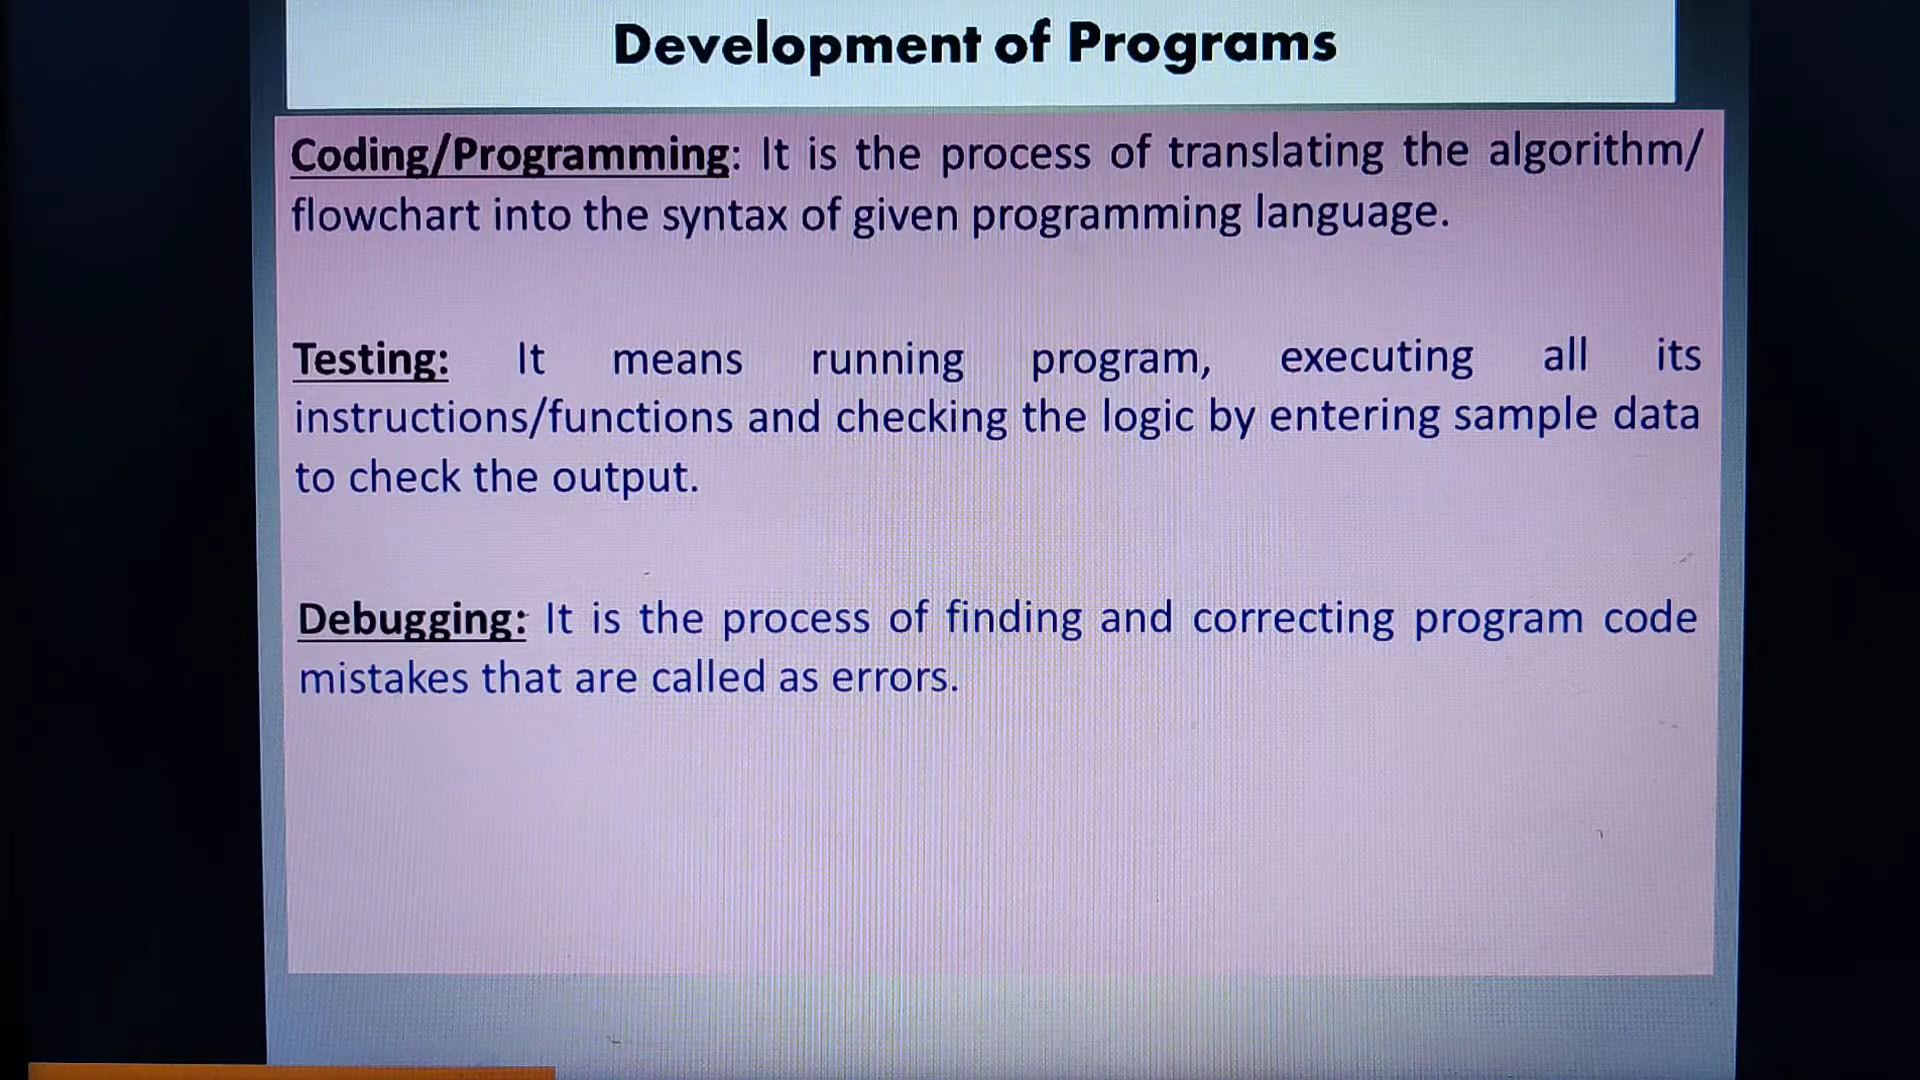 Development of Programs
Coding/Programming: It is the process of translating the algorithm/
flowchart into the syntax of given programming language.
Testing: It means running program, executing all its
instructions/functions and checking the logic by entering sample data
to check the output.
Debugging: It is the process of finding and correcting program code
mistakes that are called as errors.